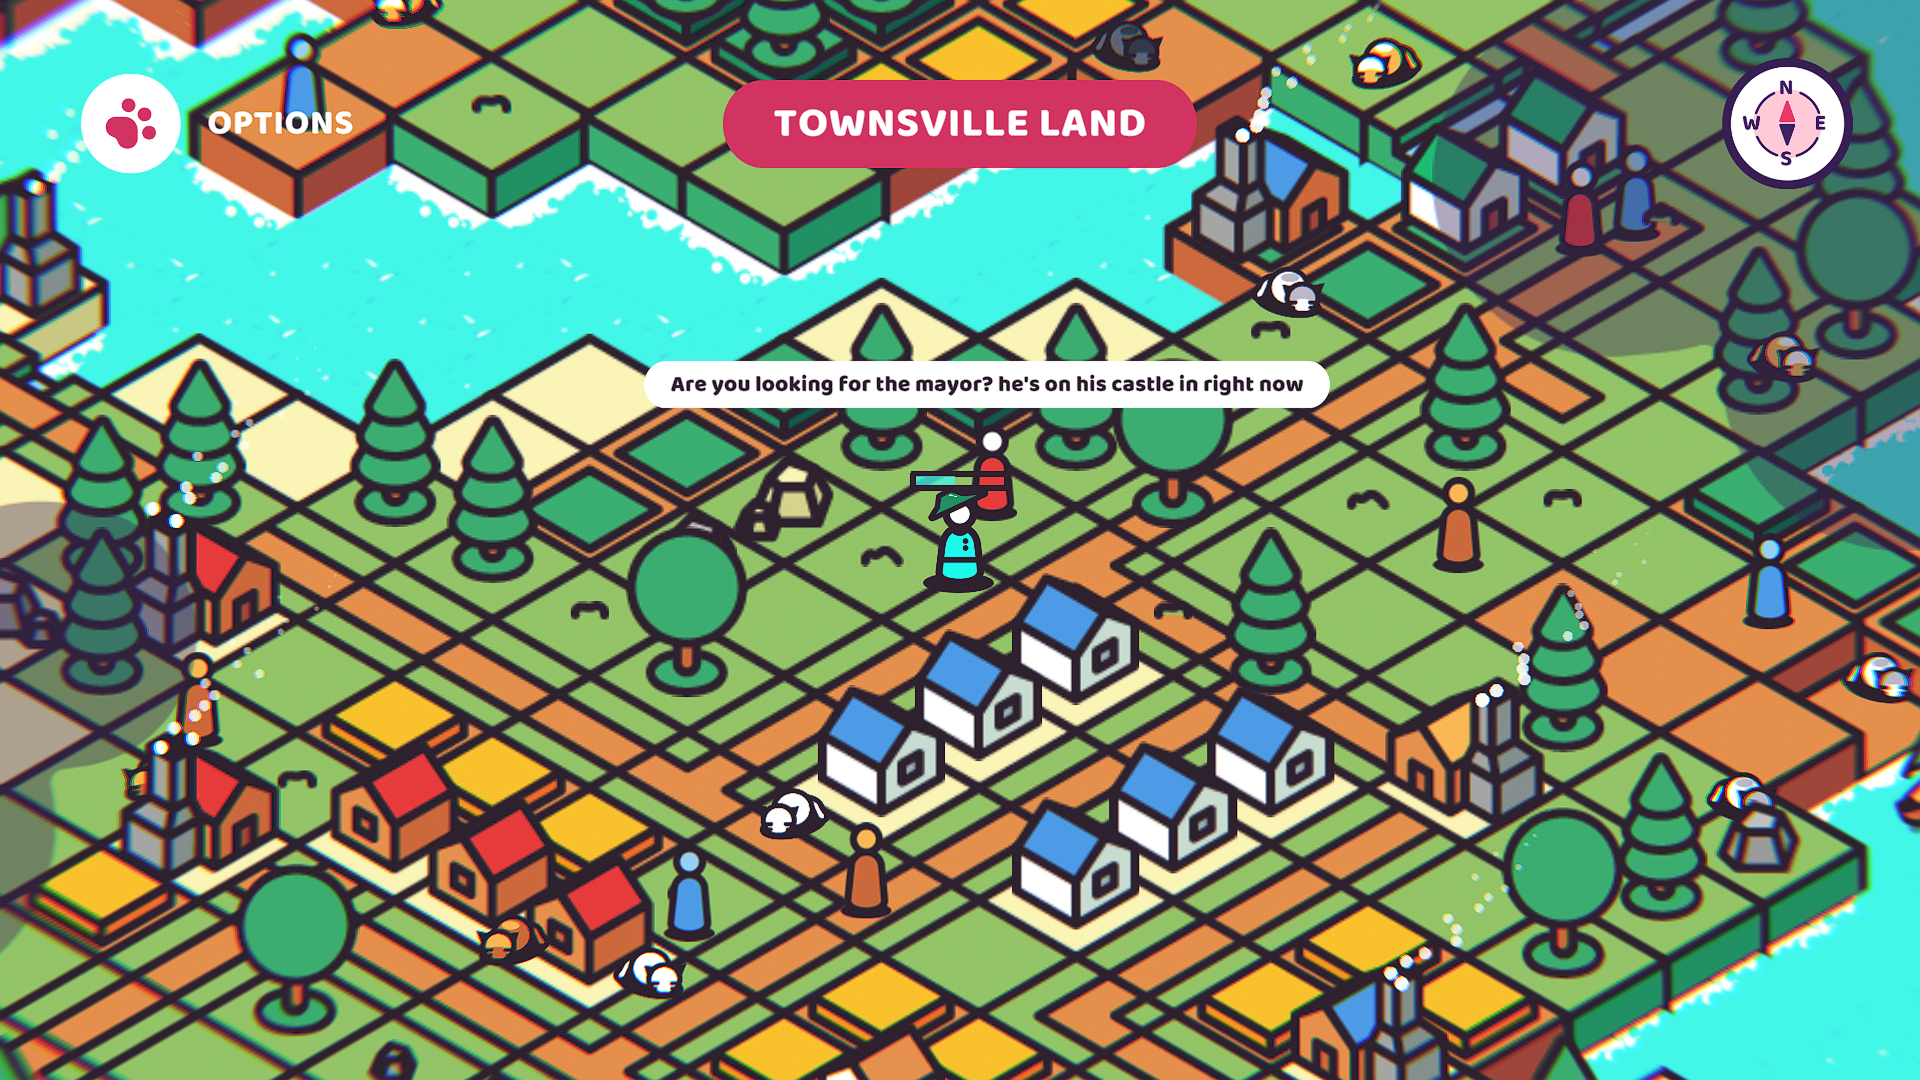 OPTIONS
TOWNSVILLE LAND
N
W E
S
Are you looking for the mayor? he's on his castle in right now